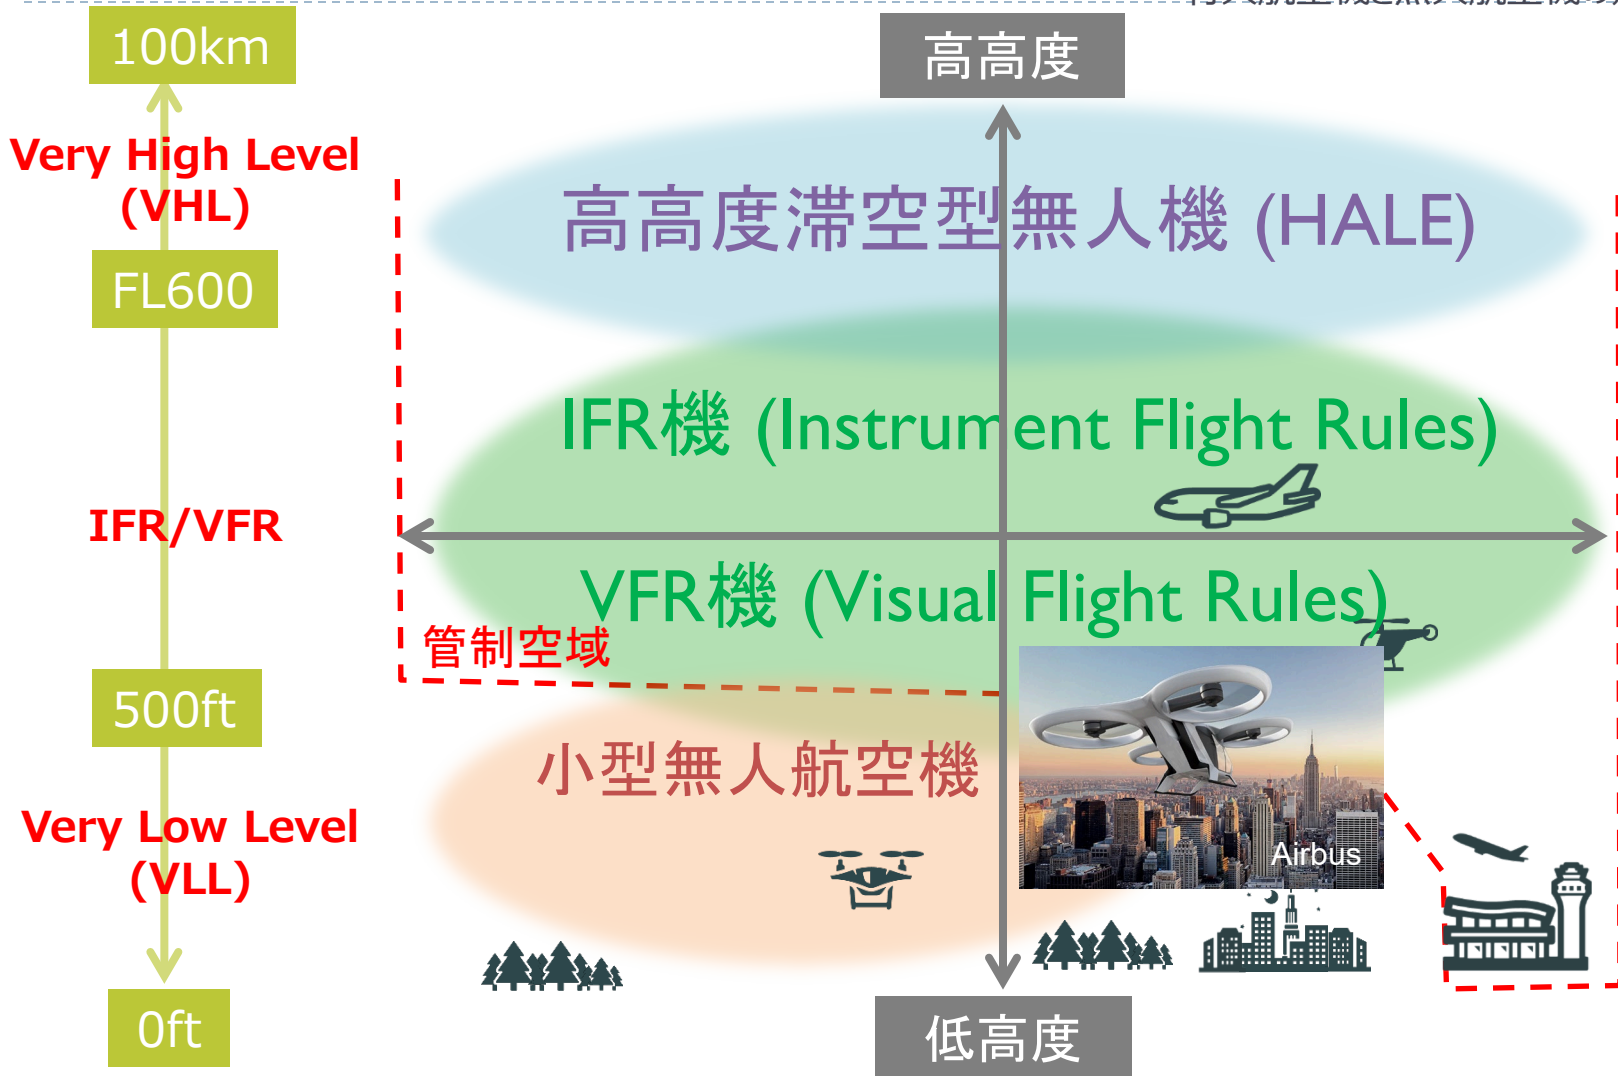 100km
高高度
Very High Level
(VHL)
高高度滞空型無人機 (HALE)
FL600
IFR機 (Instrument Flight Rules)
IFR/VFR
VFR機 (Visual Flight Rules)
管制空域
500ft
小型無人航空機
Very Low Level
(VLL)
Airbus
0ft
低高度